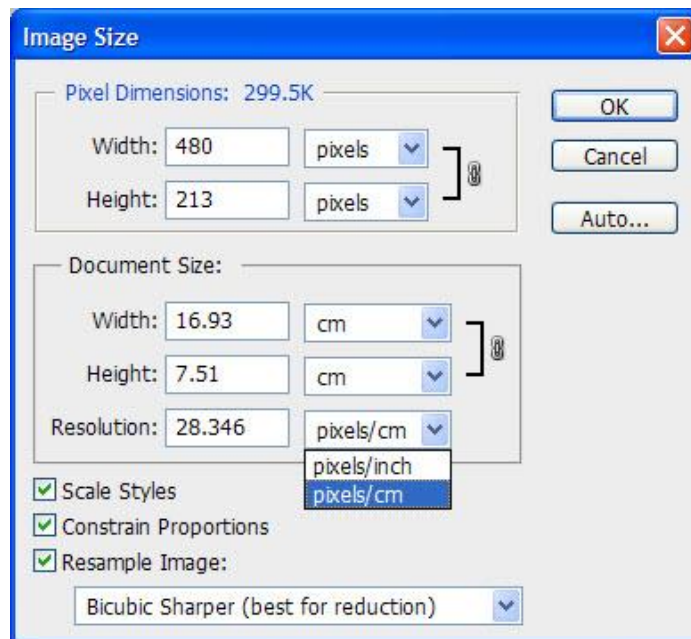 Image Size
Pixel Dimensions: 299.5K
OK
Width: 480 pixels
Cancel
Height: 213 pixels
Auto...
Document Size:
Width: 16.93 cm
Height: 7.51 cm
Resolution: 28.346 pixels/cm
pixels/inch
pixels/cm
Scale Styles
Constrain Proportions
Resample Image:
Bicubic Sharper (best for reduction)